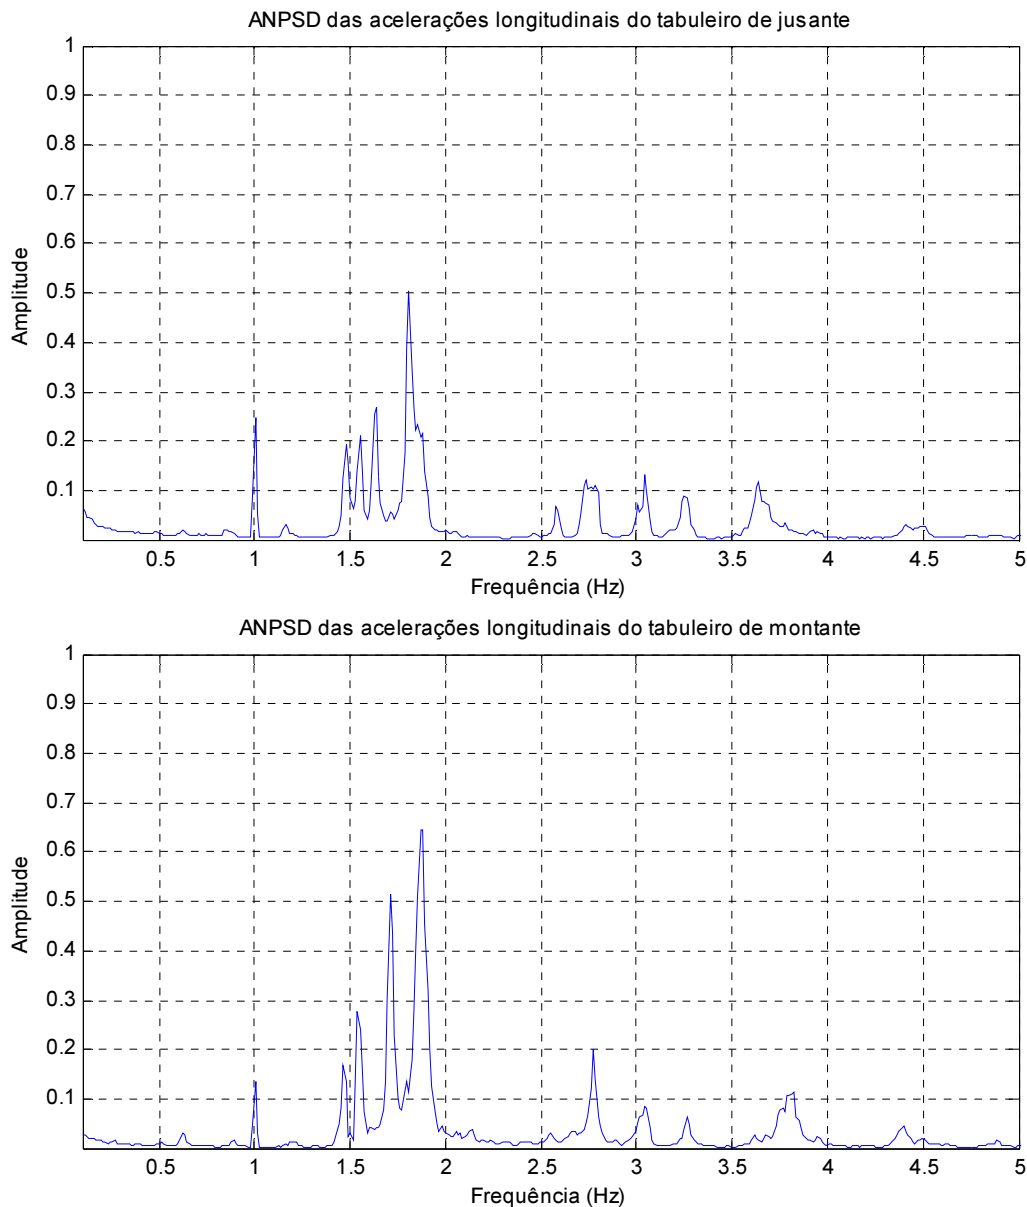 ANPSD das acelerações longitudinais do tabuleiro de jusante
1
0.9
0.8
0.7
0.6
0.5
0.4
0.3
0.2
0.1
Amplitude
0.5 1 1.5 2 2.5 3 3.5 4 4.5 5
Frequência (Hz)
ANPSD das acelerações longitudinais do tabuleiro de montante
1
0.9
0.8
0.7
0.6
0.5
0.4
0.3
0.2
0.1
Amplitude
0.5 1 1.5 2 2.5 3 3.5 4 4.5 5
Frequência (Hz)